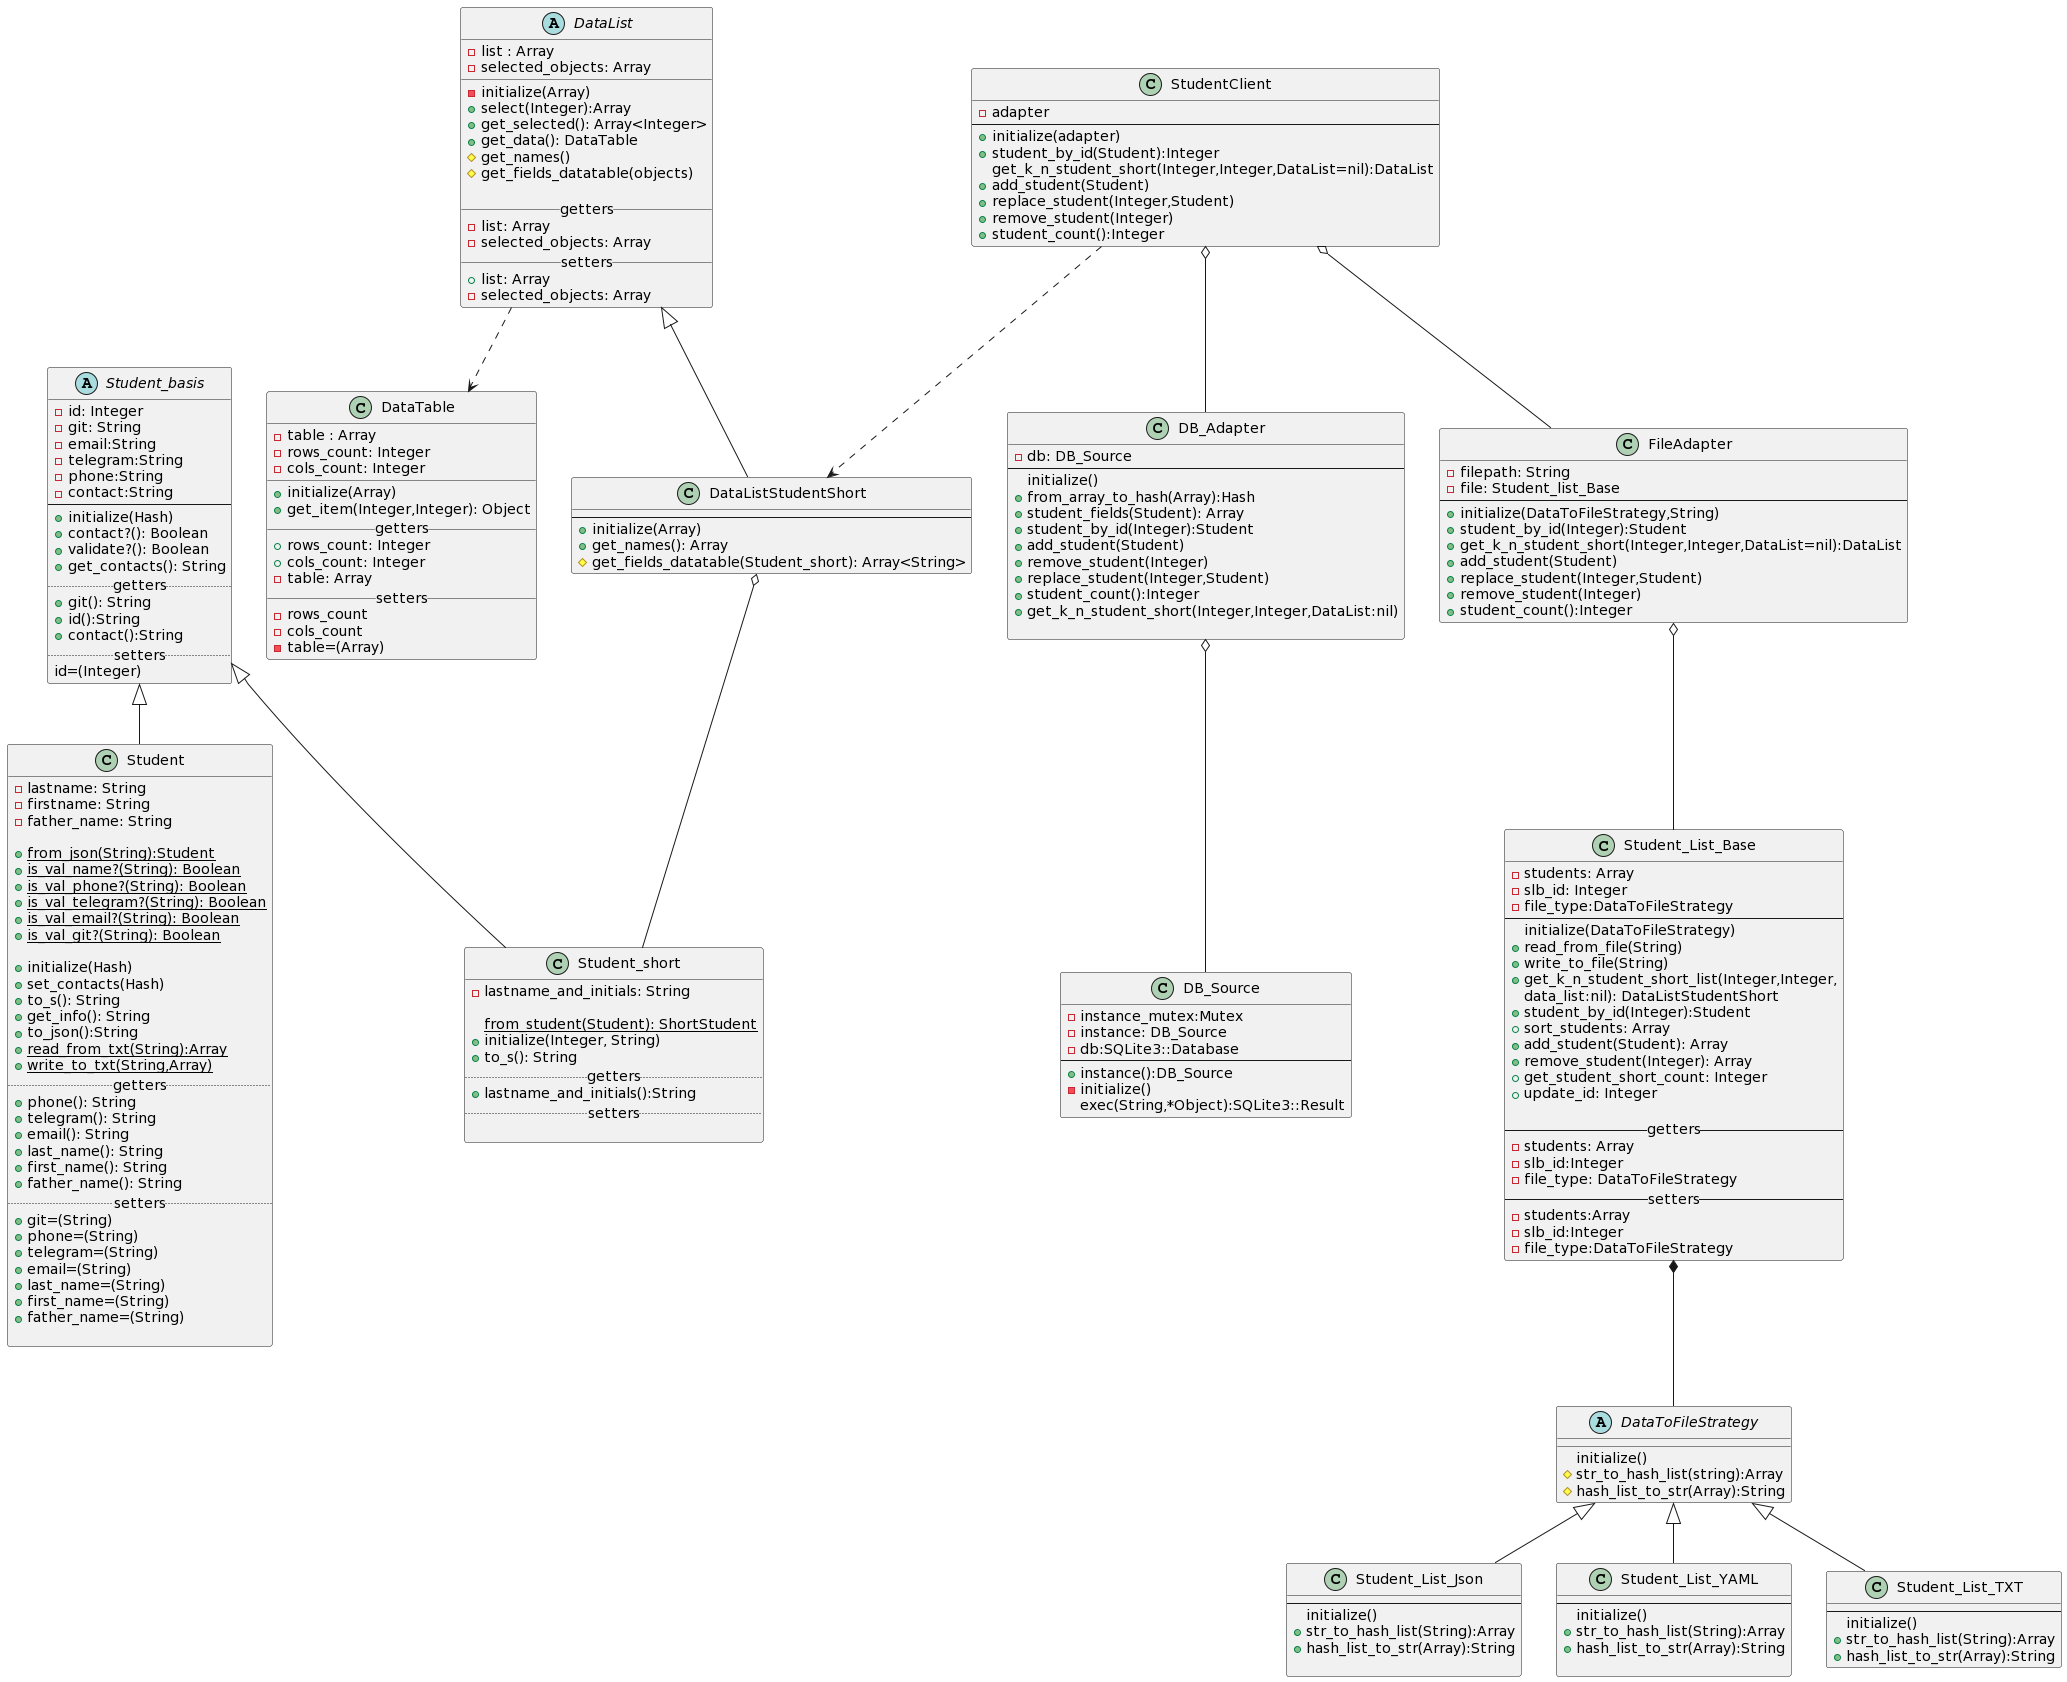 A DataList
list : Array
selected_objects: Array
initialize(Array)
select(Integer):Array
get_selected(): Array<Integer>
get_data(): DataTable
get_names()
get_fields_datatable(objects)
getters
list: Array
selected_objects: Array
setters
list: Array
selected_objects: Array
C StudentClient
adapter
initialize(adapter)
student_by_id(Student):Integer
get_k_n_student_short(Integer,Integer,DataList=nil):DataList
add_student(Student)
replace_student(Integer,Student)
remove_student(Integer)
student_count():Integer
A Student_basis
id: Integer
git: String
email:String
telegram:String
phone:String
contact:String
initialize(Hash)
contact?(): Boolean
validate?(): Boolean
get_contacts(): String
getters
git(): String
id():String
contact():String
setters
id=(Integer)
C DataTable
table : Array
rows_count: Integer
cols_count: Integer
initialize(Array)
get_item(Integer,Integer): Object
getters
rows_count: Integer
cols_count: Integer
table: Array
setters
rows_count
cols_count
table=(Array)
C DataListStudentShort
initialize(Array)
get_names(): Array
get_fields_datatable(Student_short): Array<String>
C DB_Adapter
db: DB_Source
initialize()
from_array_to_hash(Array):Hash
student_fields(Student): Array
student_by_id(Integer):Student
add_student(Student)
remove_student(Integer)
replace_student(Integer,Student)
student_count():Integer
get_k_n_student_short(Integer,Integer,DataList:nil)
C FileAdapter
filepath: String
file: Student_list_Base
initialize(DataToFileStrategy,String)
student_by_id(Integer):Student
get_k_n_student_short(Integer,Integer,DataList=nil):DataList
add_student(Student)
replace_student(Integer,Student)
remove_student(Integer)
student_count():Integer
C Student
lastname: String
firstname: String
father_name: String
from_json(String):Student
is_val_name?(String): Boolean
is_val_phone?(String): Boolean
is_val_telegram?(String): Boolean
is_val_email?(String): Boolean
is_val_git?(String): Boolean
initialize(Hash)
set_contacts(Hash)
to_s(): String
get_info(): String
to_json():String
read_from_txt(String):Array
write_to_txt(String,Array)
getters
phone(): String
telegram(): String
email(): String
last_name(): String
first_name(): String
father_name(): String
setters
git=(String)
phone=(String)
telegram=(String)
email=(String)
last_name=(String)
first_name=(String)
father_name=(String)
C Student_short
lastname_and_initials: String
from_student(Student): ShortStudent
initialize(Integer, String)
to_s(): String
getters
lastname_and_initials():String
setters
C DB_Source
instance_mutex:Mutex
instance: DB_Source
db:SQLite3::Database
instance():DB_Source
initialize()
exec(String,*Object):SQLite3::Result
C Student_List_Base
students: Array
slb_id: Integer
file_type:DataToFileStrategy
initialize(DataToFileStrategy)
read_from_file(String)
write_to_file(String)
get_k_n_student_short_list(Integer,Integer,
data_list:nil): DataListStudentShort
student_by_id(Integer):Student
sort_students: Array
add_student(Student): Array
remove_student(Integer): Array
get_student_short_count: Integer
update_id: Integer
getters
students: Array
slb_id:Integer
file_type: DataToFileStrategy
setters
students:Array
slb_id:Integer
file_type:DataToFileStrategy
A DataToFileStrategy
initialize()
str_to_hash_list(string):Array
hash_list_to_str(Array):String
C Student_List_Json
initialize()
str_to_hash_list(String):Array
hash_list_to_str(Array):String
C Student_List_YAML
initialize()
str_to_hash_list(String):Array
hash_list_to_str(Array):String
C Student_List_TXT
initialize()
str_to_hash_list(String):Array
hash_list_to_str(Array):String